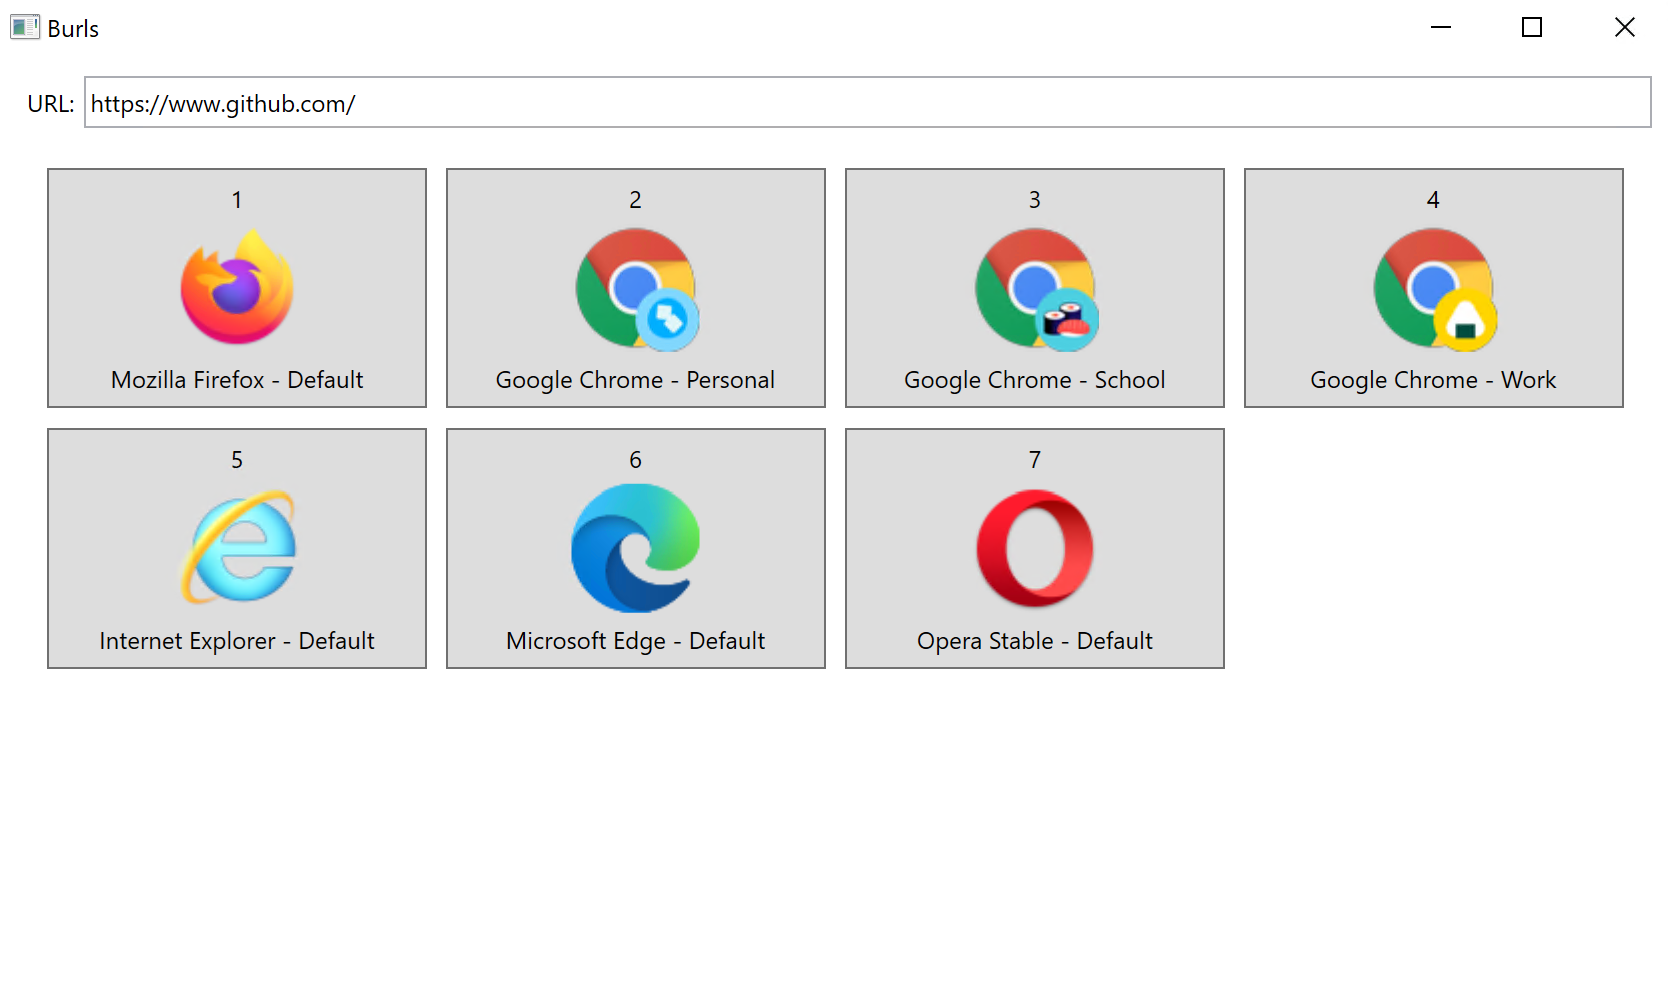 Burls
URL: https://www.github.com/
1
Mozilla Firefox - Default
2
Google Chrome - Personal
3
Google Chrome - School
4
Google Chrome - Work
5
Internet Explorer - Default
6
Microsoft Edge - Default
7
Opera Stable - Default